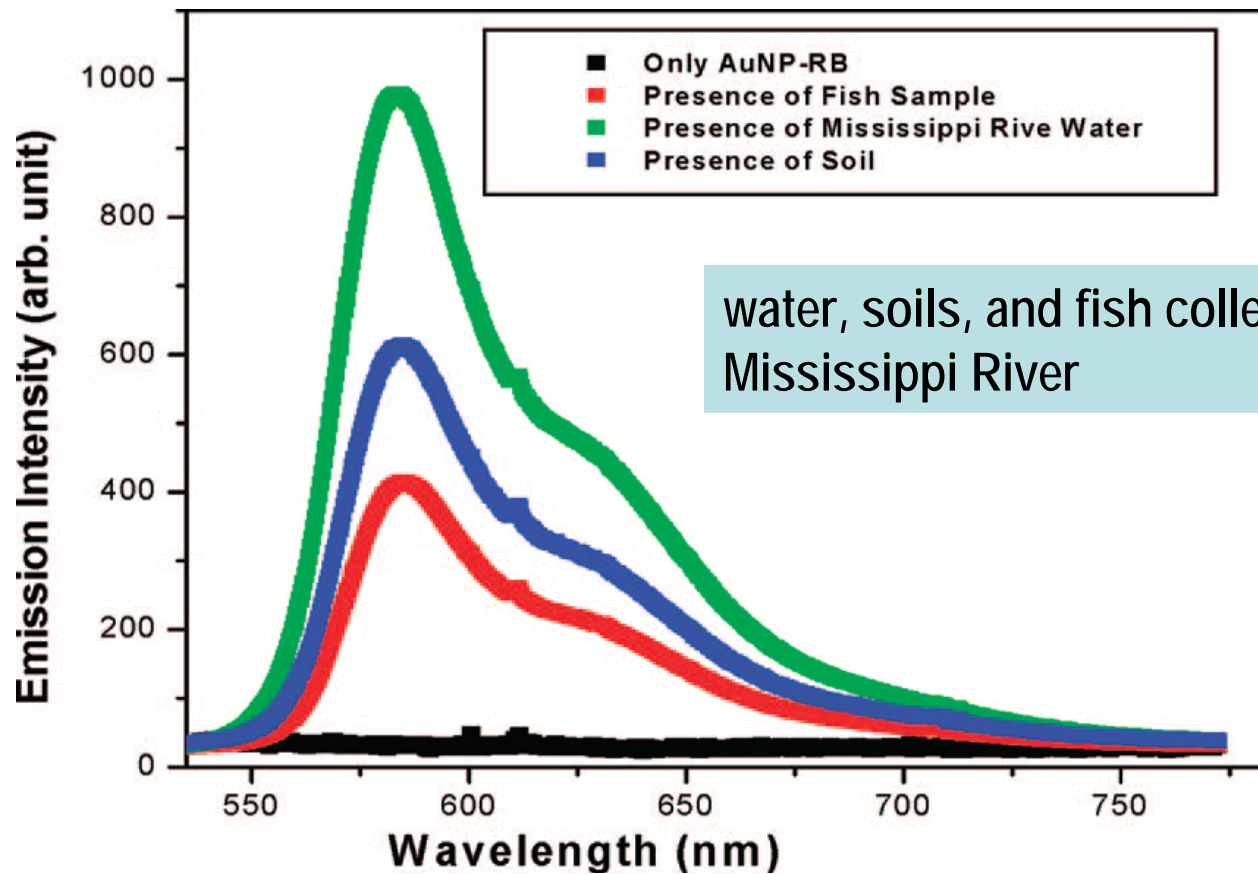 Only AuNP-RB
Presence of Fish Sample
Presence of Mississippi Rive Water
Presence of Soil
water, soils, and fish colle
Mississippi River
Emission Intensity (arb. unit)
1000
800
600
400
200
0
550 600 650 700 750
Wavelength (nm)